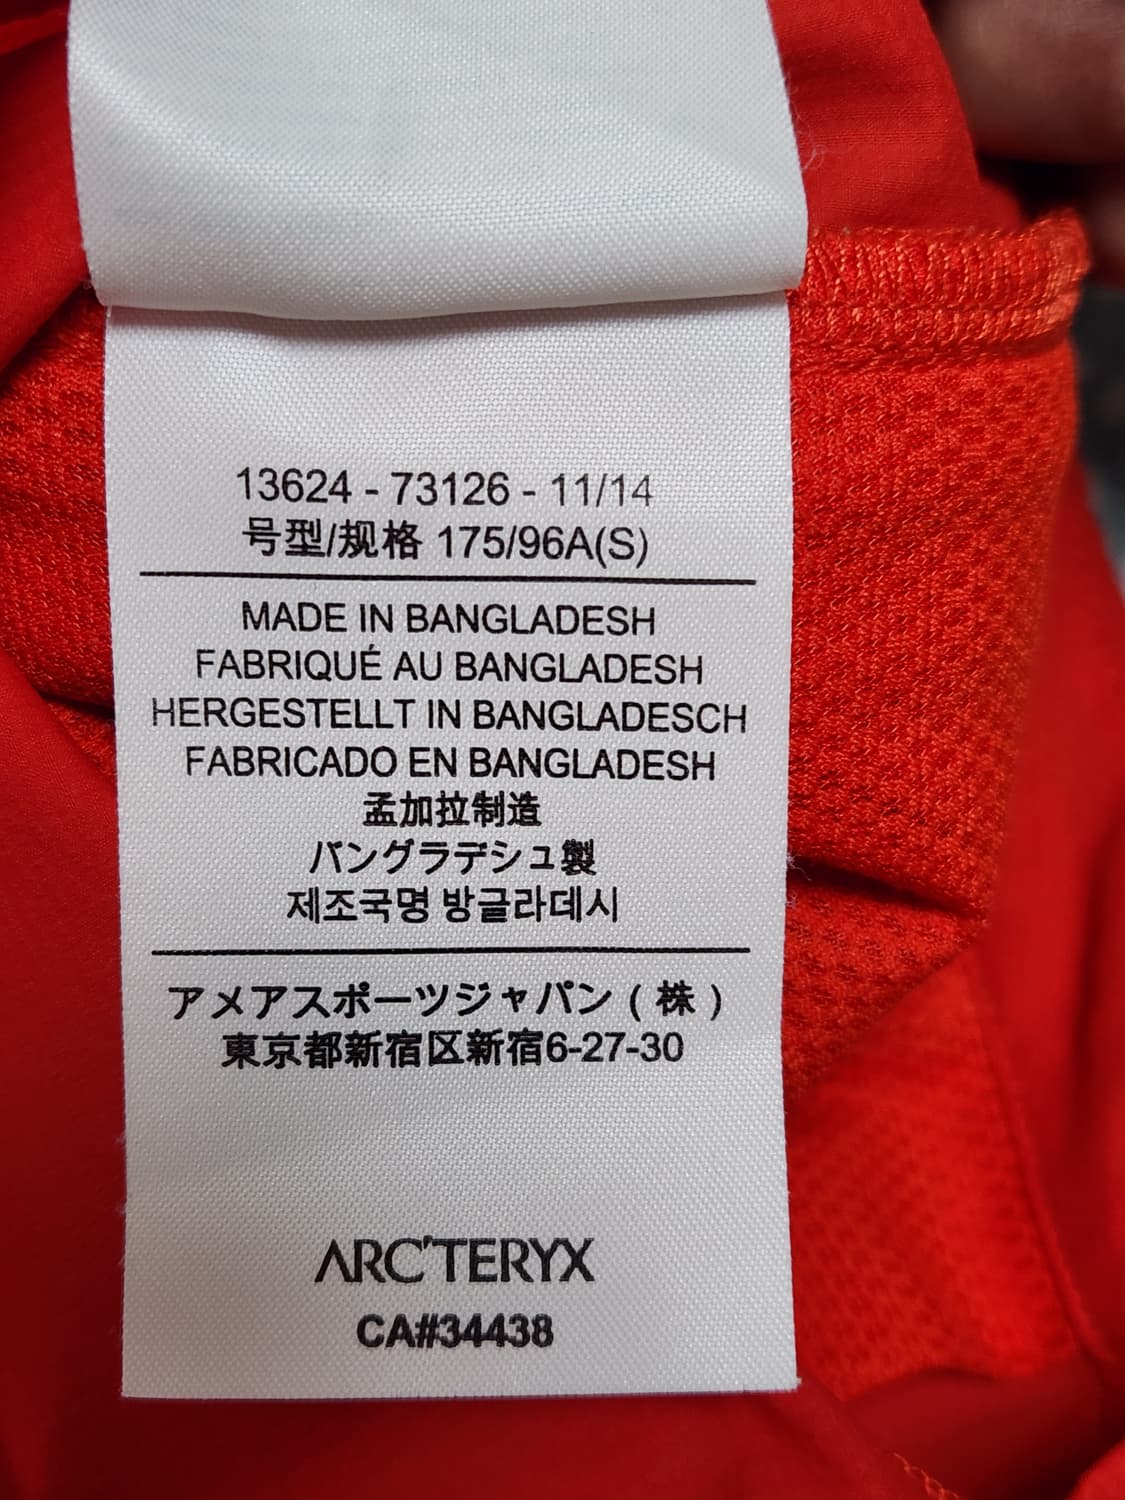 13624 - 73126 - 11/14
号型/规格 175/96A(S)
MADE IN BANGLADESH
FABRIQUÉ AU BANGLADESH
HERGESTELLT IN BANGLADESCH
FABRICADO EN BANGLADESH
孟加拉制造
バングラデシュ製
제조국명 방글라데시
アメアスポーツジャパン (株)
東京都新宿区新宿6-27-30
ARC'TERYX
CA#34438